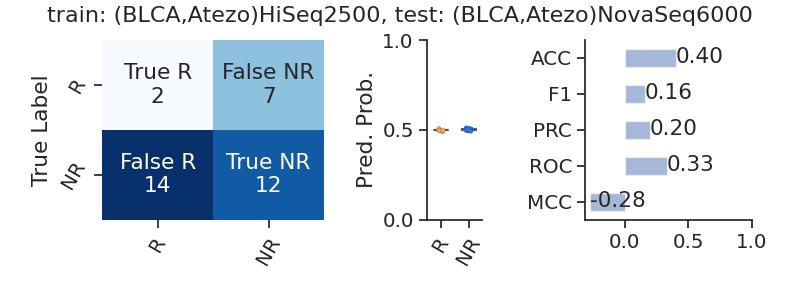 train: (BLCA,Atezo)HiSeq2500, test: (BLCA,Atezo)NovaSeq6000
True Label
R
NR
True R
2
False NR
7
False R
14
True NR
12
R
NR
Pred. Prob.
1.0
0.5
0.0
R
NR
ACC
0.40
F1
0.16
PRC
0.20
ROC
0.33
MCC
-0.28
0.0
0.5
1.0